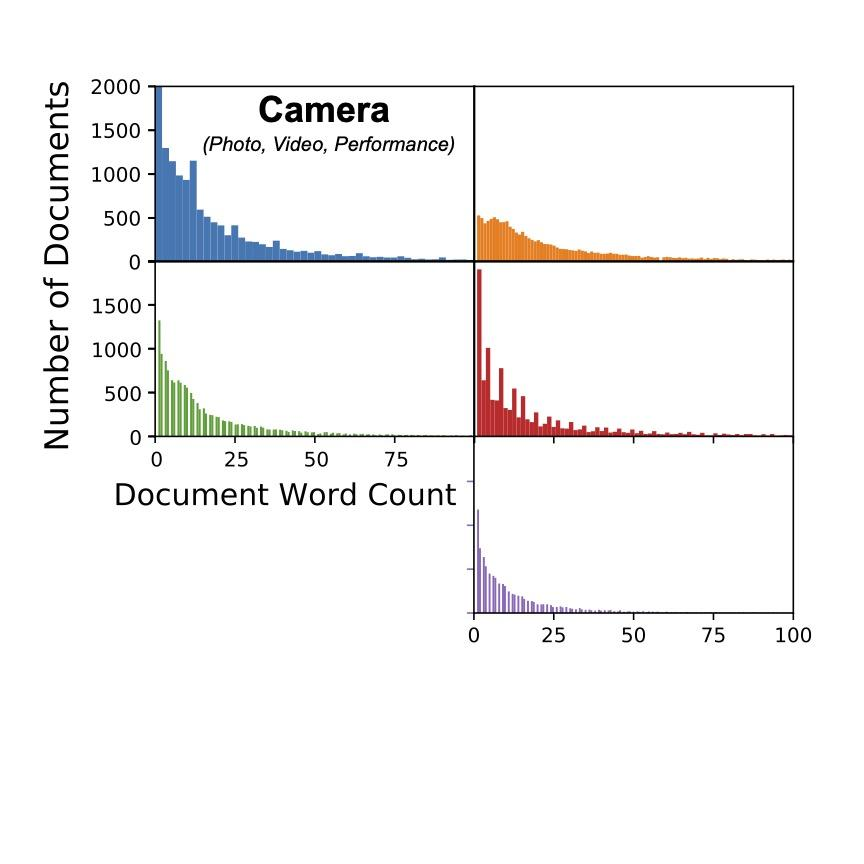 Number of Documents
2000
1500
1000
500
0
Camera
(Photo, Video, Performance)
1500
1000
500
0
0 25 50 75
Document Word Count
0 25 50 75 100